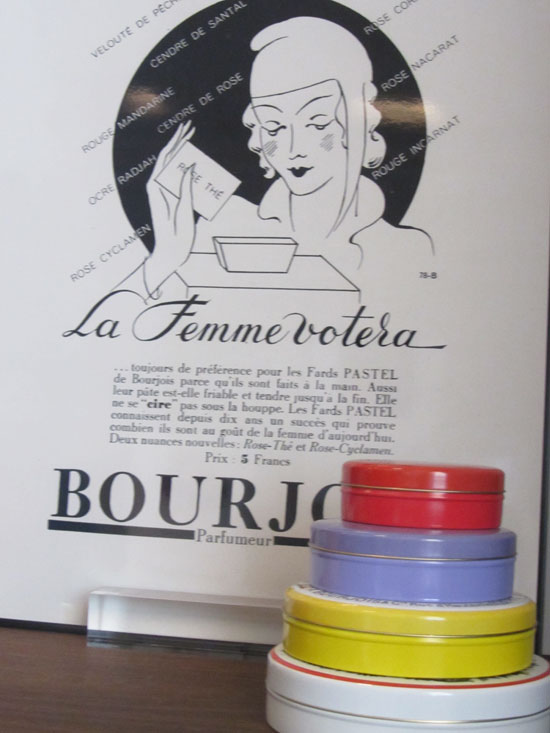 VELOUTÉ DE PÊCH
CENDRE DE SANTAL
ROSE COR
ROUGE MANDARINE
CENDRE DE ROSE
ROSE NACARAT
OCRE RADJAH
ROSE THÉ
ROUGE INCARNAT
ROSE CYCLAMEN
78-B
La Femme votera
...toujours de préférence pour les Fards PASTEL
de Bourjois parce qu'ils sont faits à la main. Aussi
leur pâte est-elle friable et tendre jusqu'à la fin. Elle
ne se "cire" pas sous la houppe. Les Fards PASTEL
connaissent depuis dix ans un succès qui prouve
combien ils sont au goût de la femme d'aujourd'hui.
Deux nuances nouvelles : Rose-Thé et Rose-Cyclamen.
Prix : 5 Francs
BOURJO
Parfumeur